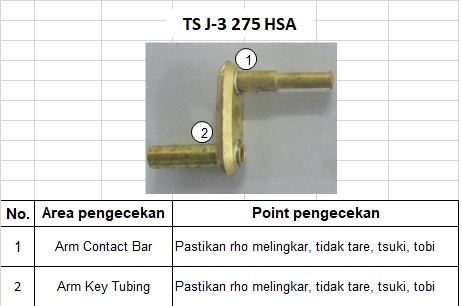 TS J-3 275 HSA
1
2
No. Area pengecekan Point pengecekan
1 Arm Contact Bar Pastikan rho melingkar, tidak tare, tsuki, tobi
2 Arm Key Tubing Pastikan rho melingkar, tidak tare, tsuki, tobi